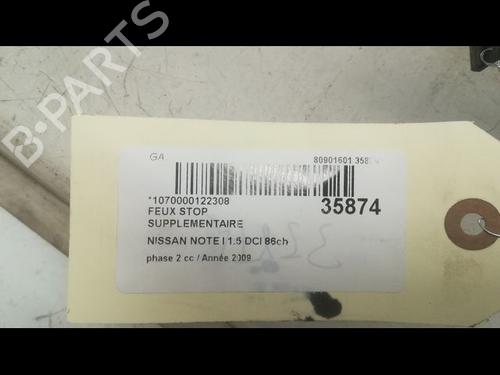 B-PARTS
GA
80901601 35874
*1070000122308
35874
FEUX STOP
SUPPLEMENTAIRE
NISSAN NOTE I 1.5 DCI 86ch
phase 2 cc / Année 2009